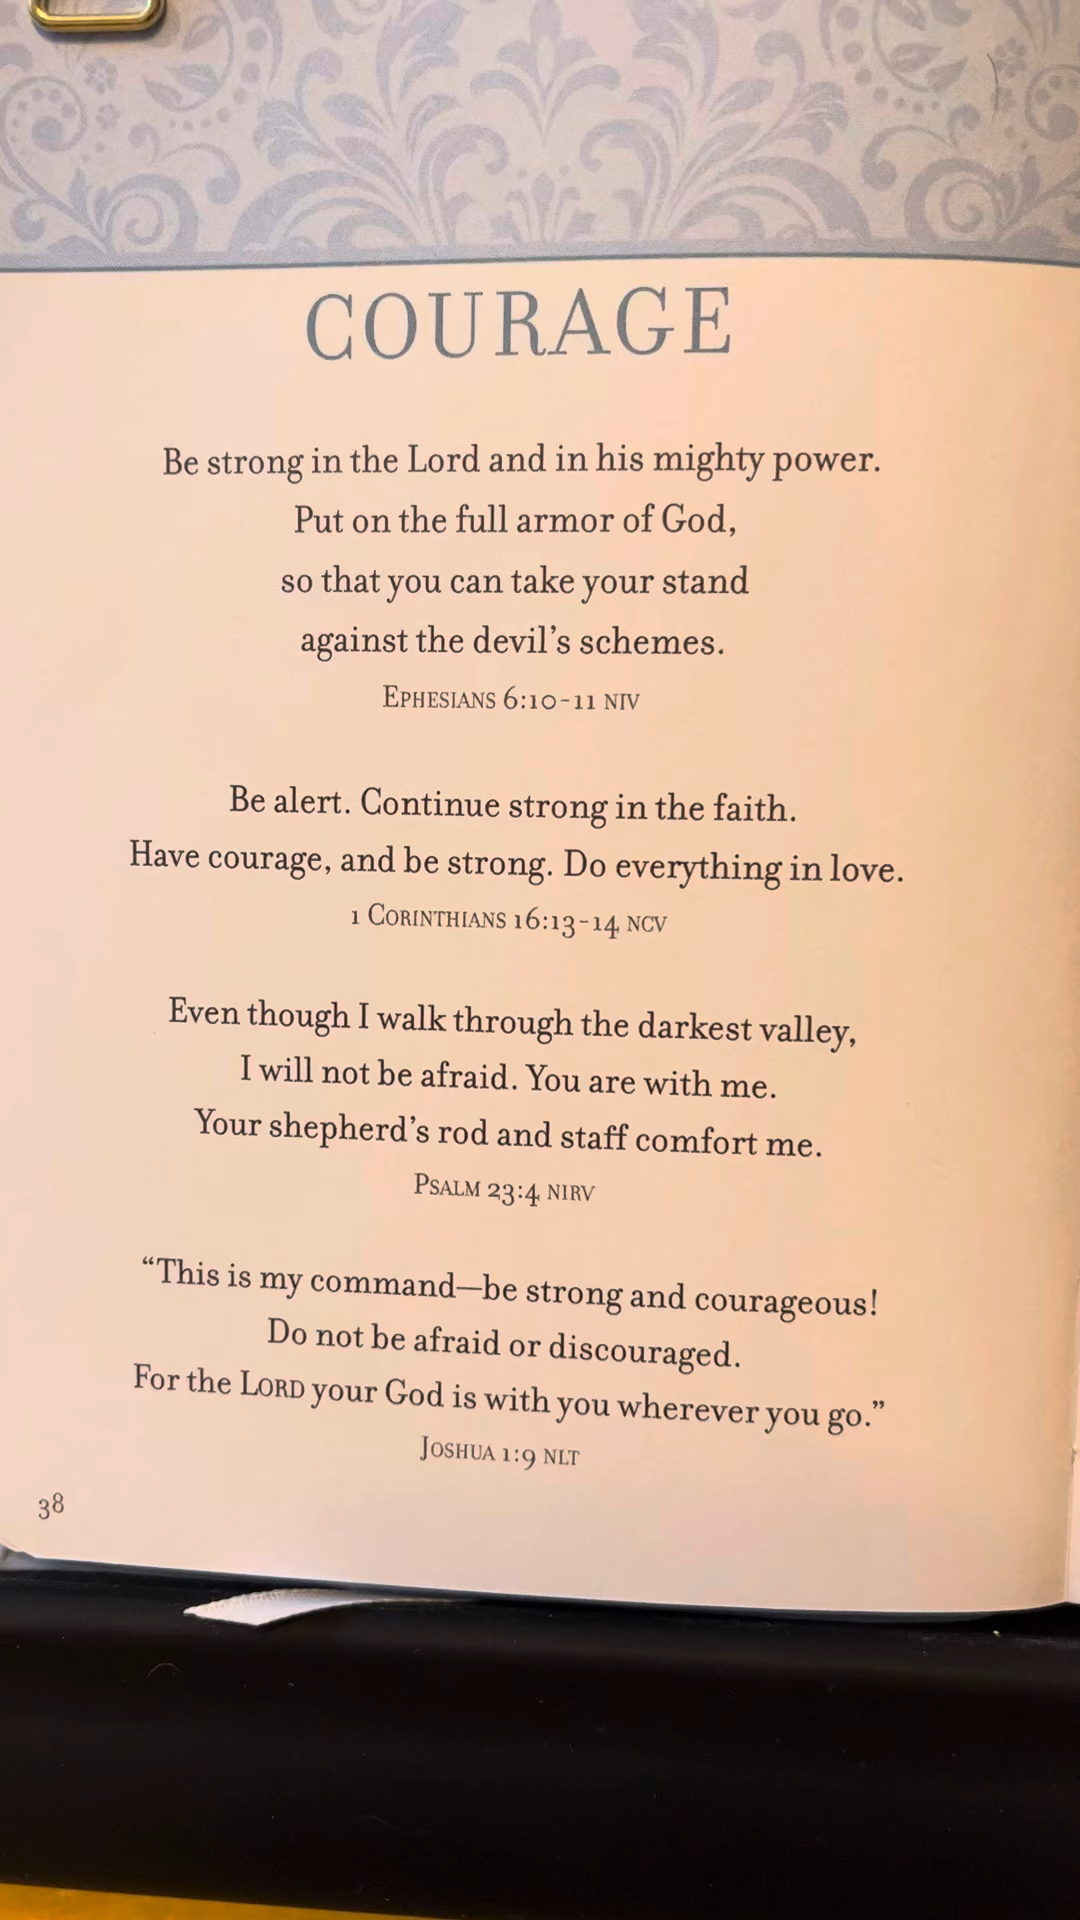 COURAGE
Be strong in the Lord and in his mighty power.
Put on the full armor of God,
so that you can take your stand
against the devil’s schemes.
EPHESIANS 6:10-11 NIV
Be alert. Continue strong in the faith.
Have courage, and be strong. Do everything in love.
1 CORINTHIANS 16:13-14 NCV
Even though I walk through the darkest valley,
I will not be afraid. You are with me.
Your shepherd’s rod and staff comfort me.
PSALM 23:4 NIRV
“This is my command—be strong and courageous!
Do not be afraid or discouraged.
For the LORD your God is with you wherever you go.”
JOSHUA 1:9 NLT
38